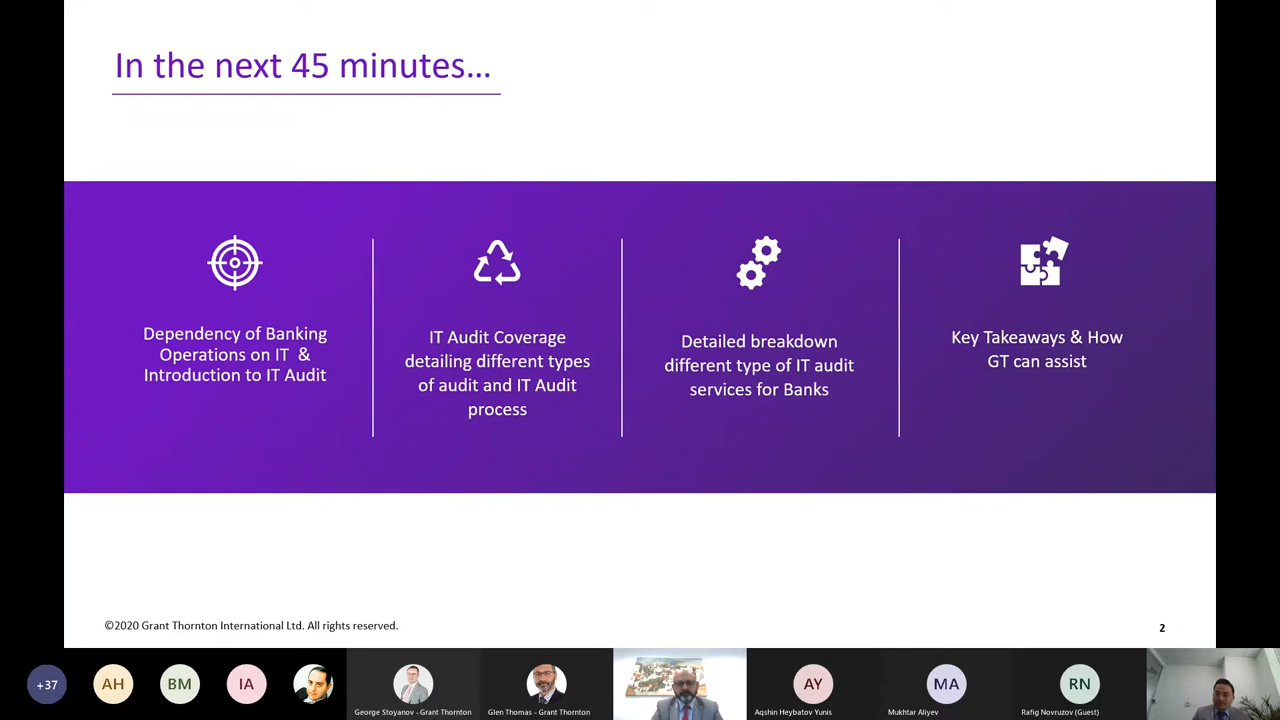 In the next 45 minutes…
Dependency of Banking
Operations on IT &
Introduction to IT Audit
IT Audit Coverage
detailing different types
of audit and IT Audit
process
Detailed breakdown
different type of IT audit
services for Banks
Key Takeaways & How
GT can assist
©2020 Grant Thornton International Ltd. All rights reserved.
2
+37
AH
BM
IA
George Stoyanov - Grant Thornton
Glen Thomas - Grant Thornton
AY
Aqshin Heybatov Yunis
MA
Mukhtar Aliyev
RN
Rafig Novruzov (Guest)